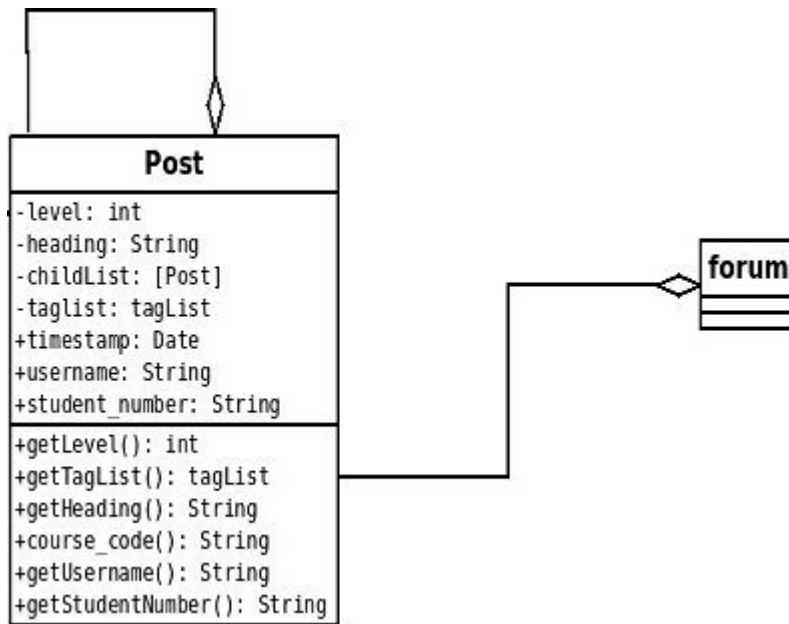 Post
-level: int
-heading: String
-childList: [Post]
-taglist: tagList
+timestamp: Date
+username: String
+student_number: String
+getLevel(): int
+getTagList(): tagList
+getHeading(): String
+course_code(): String
+getUsername(): String
+getStudentNumber(): String
forum